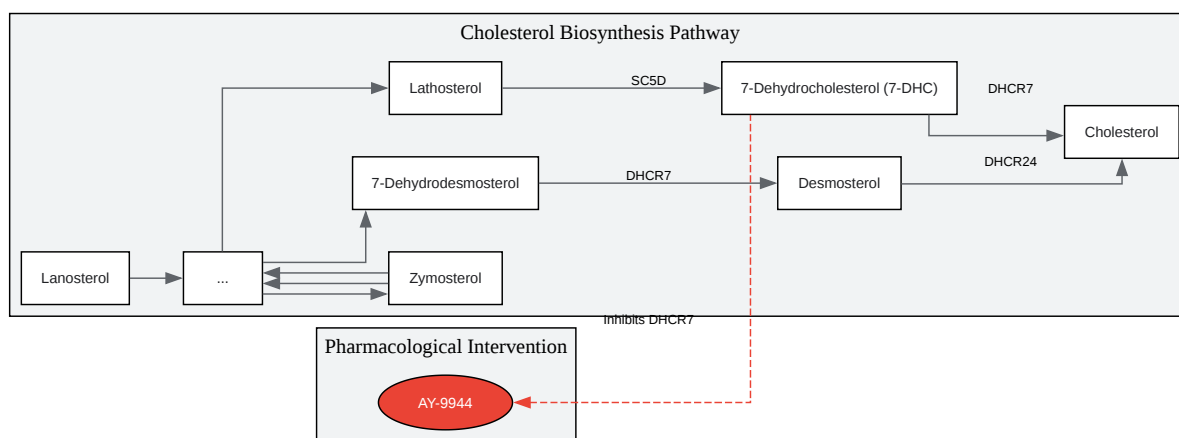 Cholesterol Biosynthesis Pathway
Lathosterol
SC5D
7-Dehydrocholesterol (7-DHC)
DHCR7
Cholesterol
7-Dehydrodesmosterol
DHCR7
Desmosterol
DHCR24
Lanosterol
...
Zymosterol
Inhibits DHCR7
Pharmacological Intervention
AY-9944